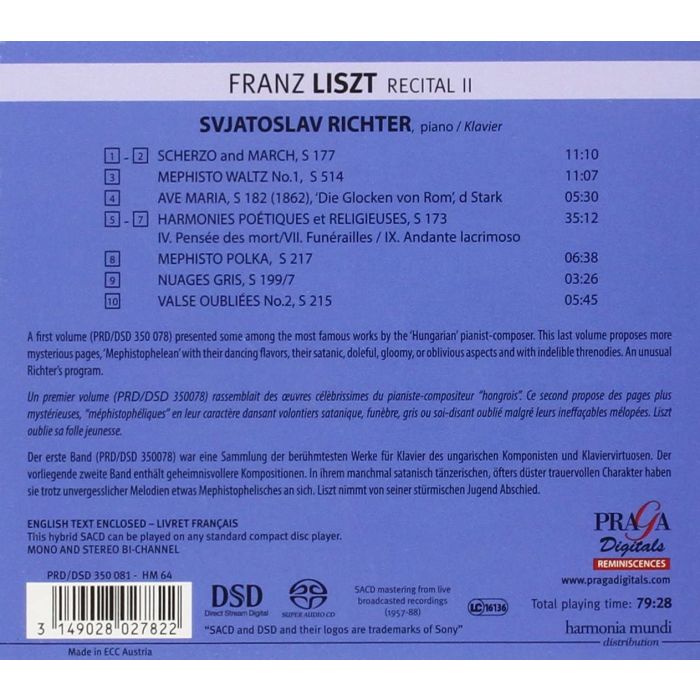 FRANZ LISZT RECITAL II
SVJATOSLAV RICHTER, piano / Klavier
1 - 2 SCHERZO and MARCH, S 177 11:10
3 MEPHISTO WALTZ No.1, S 514 11:07
4 AVE MARIA, S 182 (1862), 'Die Glocken von Rom', d Stark 05:30
5 - 7 HARMONIES POÉTIQUES et RELIGIEUSES, S 173 35:12
IV. Pensée des mort/VII. Funérailles / IX. Andante lacrimoso
8 MEPHISTO POLKA, S 217 06:38
9 NUAGES GRIS, S 199/7 03:26
10 VALSE OUBLIÉES No.2, S 215 05:45
A first volume (PRD/DSD 350 078) presented some among the most famous works by the 'Hungarian' pianist-composer. This last volume proposes more
mysterious pages, 'Mephistophelean' with their dancing flavors, their satanic, doleful, gloomy, or oblivious aspects and with indelible threnodies. An unusual
Richter's program.
Un premier volume (PRD/DSD 350078) rassemblait des œuvres célébrissimes du pianiste-compositeur "hongrois". Ce second propose des pages plus
mystérieuses, "méphistophéliques" en leur caractère dansant volontiers satanique, funèbre, gris ou soi-disant oublié malgré leurs ineffaçables mélopées. Liszt
oublie sa folle jeunesse.
Der erste Band (PRD/DSD 350078) war eine Sammlung der berühmtesten Werke für Klavier des ungarischen Komponisten und Klaviervirtuosen. Der
vorliegende zweite Band enthält geheimnisvollere Kompositionen. In ihrem manchmal satanisch tänzerischen, öfters düster trauervollen Charakter haben
sie trotz unvergesslicher Melodien etwas Mephistophelisches an sich. Liszt nimmt von seiner stürmischen Jugend Abschied.
ENGLISH TEXT ENCLOSED – LIVRET FRANÇAIS
This hybrid SACD can be played on any standard compact disc player.
MONO AND STEREO BI-CHANNEL
PRAGA
Digitals
REMINISCENCES
www.pragadigitals.com
PRD/DSD 350 081 - HM 64
3 149028 027822
Made in ECC Austria
DSD
Direct Stream Digital
SUPER AUDIO CD
SACD mastering from live
broadcasted recordings
(1957-88)
LC 16136
"SACD and DSD and their logos are trademarks of Sony"
Total playing time: 79:28
harmonia mundi
distribution